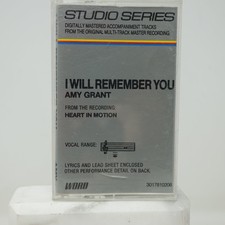 STUDIO SERIES
DIGITALLY MASTERED ACCOMPANIMENT TRACKS
FROM THE ORIGINAL MULTI-TRACK MASTER RECORDING
I WILL REMEMBER YOU
AMY GRANT
FROM THE RECORDING:
HEART IN MOTION
VOCAL RANGE:
LYRICS AND LEAD SHEET ENCLOSED
OTHER PERFORMANCE DETAIL ON BACK.
WORD